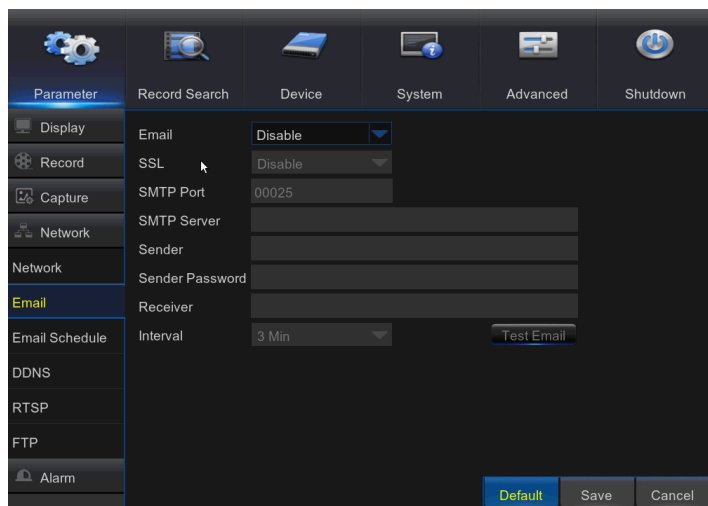 Parameter Record Search Device System Advanced Shutdown
Display
Record
Capture
Network
Network
Email
Email Schedule
DDNS
RTSP
FTP
Alarm
Email Disable
SSL Disable
SMTP Port 00025
SMTP Server
Sender
Sender Password
Receiver
Interval 3 Min Test Email
Default Save Cancel